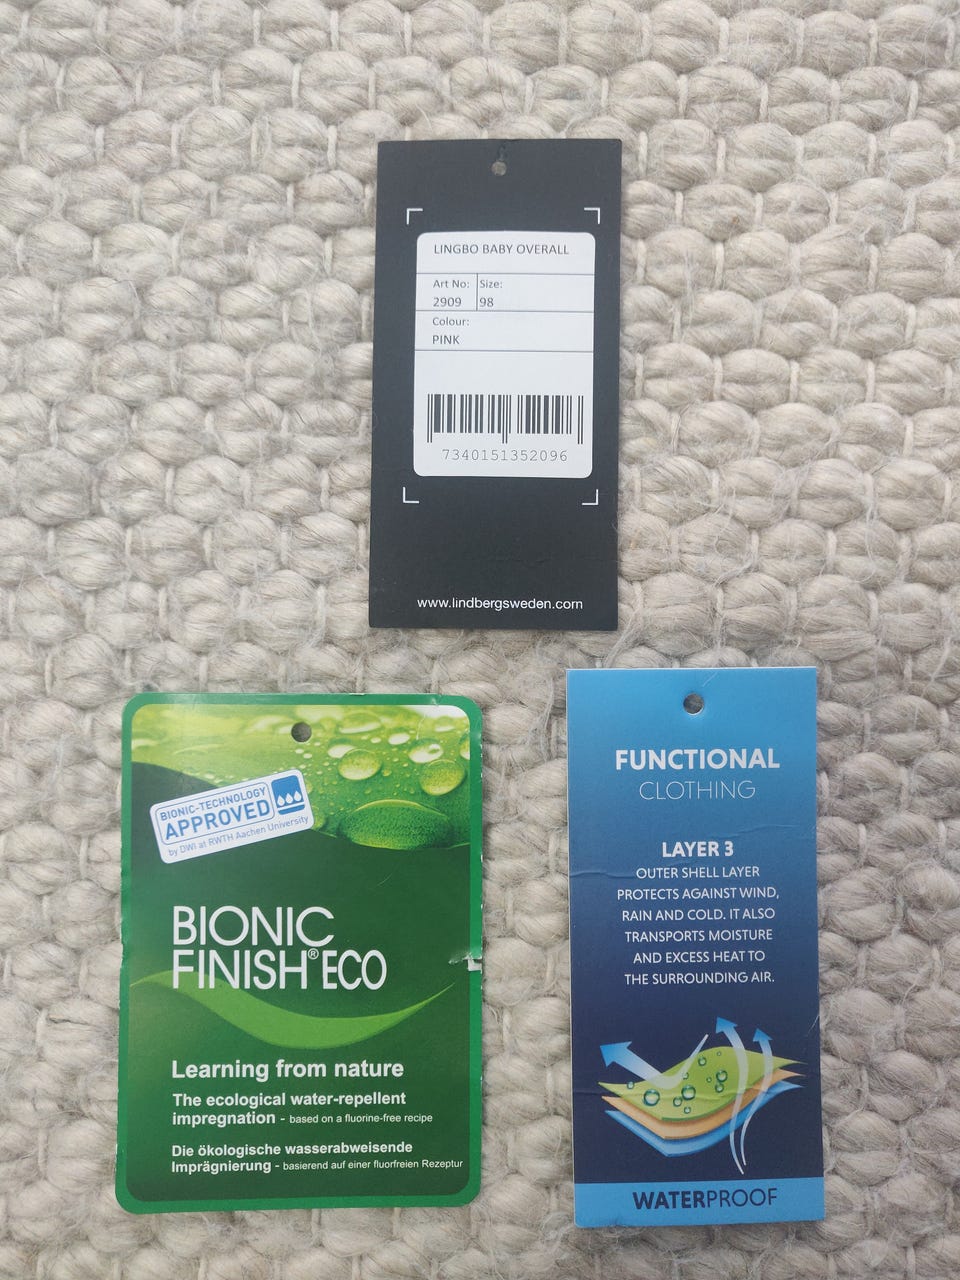 LINGBO BABY OVERALL
Art No: Size:
2909 98
Colour:
PINK
7340151352096
www.lindbergsweden.com
BIONIC-TECHNOLOGY
APPROVED
by DWI at RWTH Aachen University
BIONIC
FINISH® ECO
Learning from nature
The ecological water-repellent
impregnation - based on a fluorine-free recipe
Die ökologische wasserabweisende
Imprägnierung - basierend auf einer fluorfreien Rezeptur
FUNCTIONAL
CLOTHING
LAYER 3
OUTER SHELL LAYER
PROTECTS AGAINST WIND,
RAIN AND COLD. IT ALSO
TRANSPORTS MOISTURE
AND EXCESS HEAT TO
THE SURROUNDING AIR.
WATERPROOF